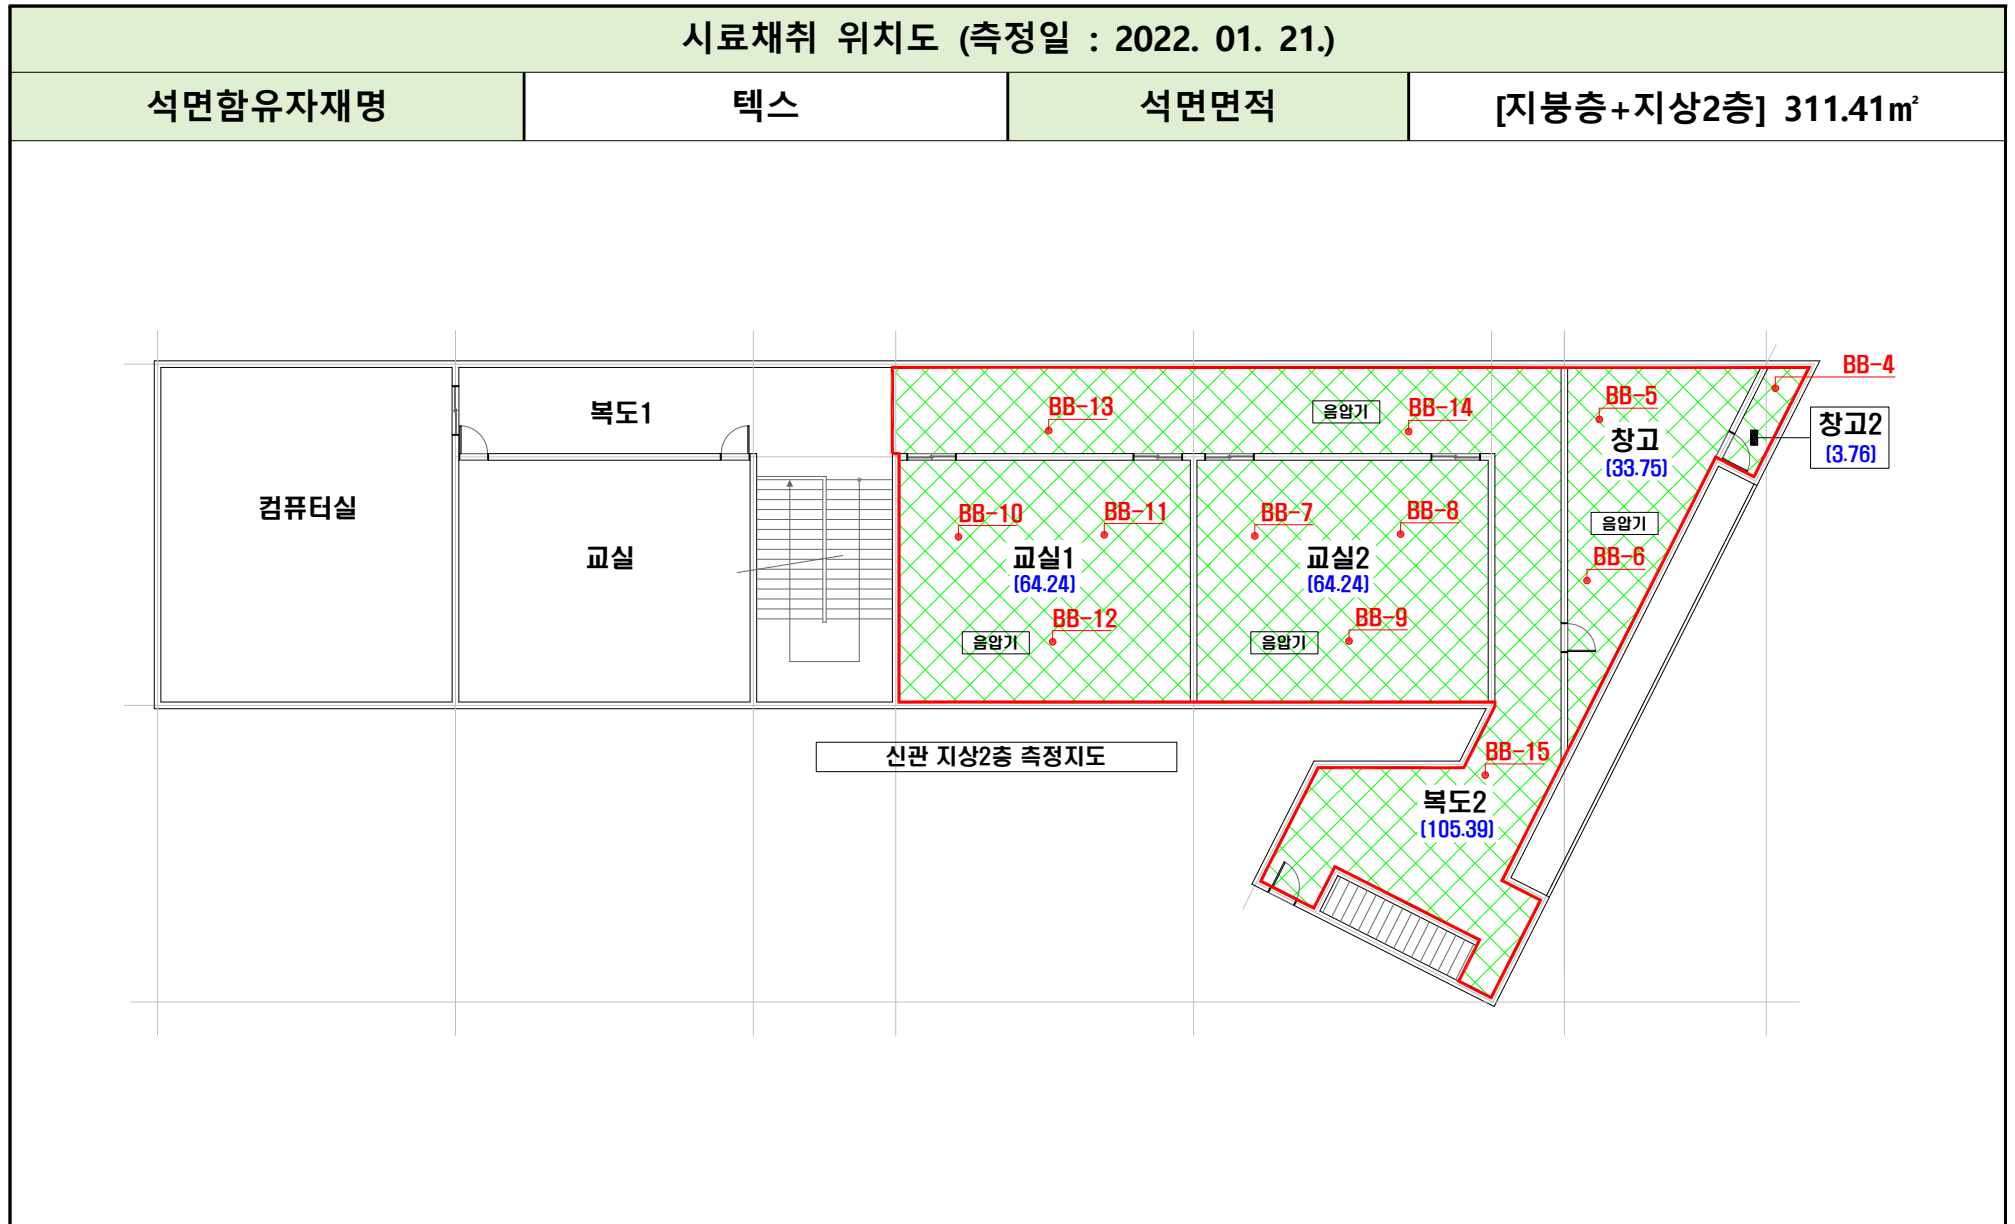 시료채취 위치도 (측정일 : 2022. 01. 21.)
석면함유자재명 텍스 석면면적 [지붕층+지상2층] 311.41㎡
BB-4
BB-5
BB-13
음압기
BB-14
복도1
창고
(33.75)
창고2
(3.76)
컴퓨터실
BB-10
BB-11
BB-7
BB-8
음압기
교실
교실1
(64.24)
교실2
(64.24)
BB-6
BB-12
BB-9
음압기
음압기
신관 지상2층 측정지도
BB-15
복도2
(105.39)